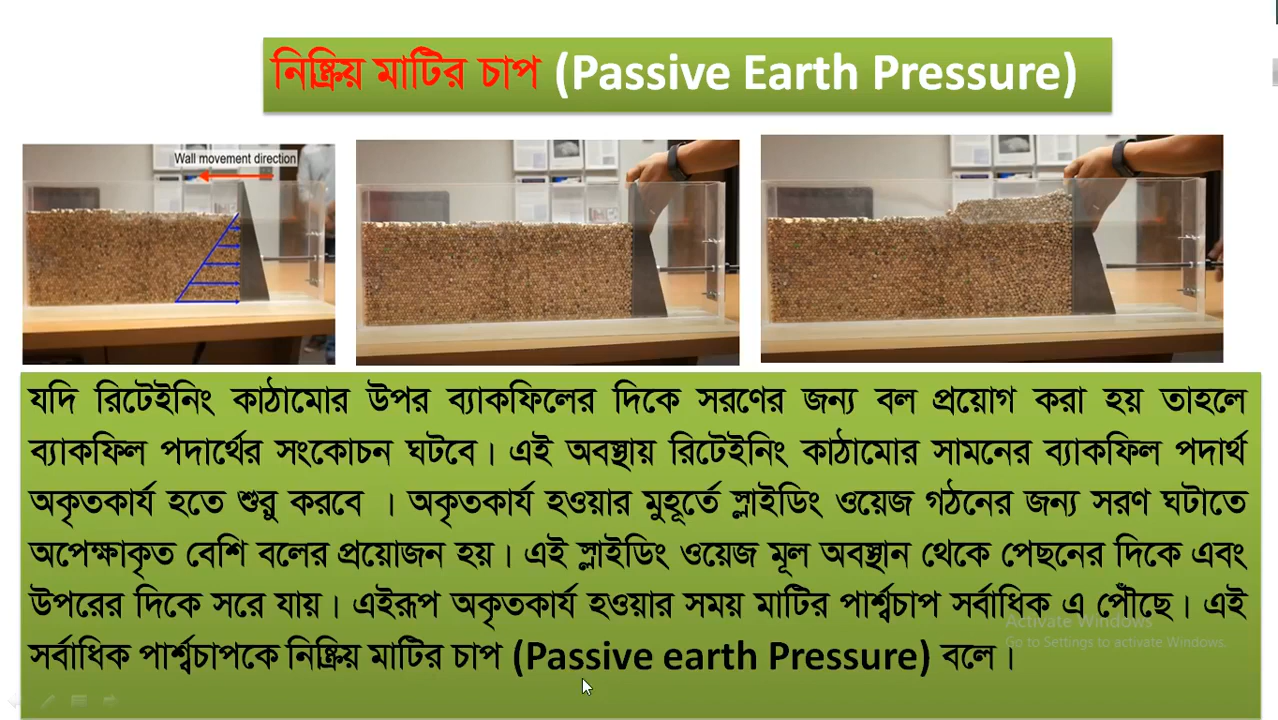 নিষ্ক্রিয় মাটির চাপ (Passive Earth Pressure)
Wall movement direction
যদি রিটেইনিং কাঠামোর উপর ব্যাকফিলের দিকে সরণের জন্য বল প্রয়োগ করা হয় তাহলে
ব্যাকফিল পদার্থের সংকোচন ঘটবে। এই অবস্থায় রিটেইনিং কাঠামোর সামনের ব্যাকফিল পদার্থ
অকৃতকার্য হতে শুরু করবে । অকৃতকার্য হওয়ার মুহূর্তে স্লাইডিং ওয়েজ গঠনের জন্য সরণ ঘটাতে
অপেক্ষাকৃত বেশি বলের প্রয়োজন হয়। এই স্লাইডিং ওয়েজ মূল অবস্থান থেকে পেছনের দিকে এবং
উপরের দিকে সরে যায়। এইরূপ অকৃতকার্য হওয়ার সময় মাটির পার্শ্বচাপ সর্বাধিক এ পৌঁছে। এই
সর্বাধিক পার্শ্বচাপকে নিষ্ক্রিয় মাটির চাপ (Passive earth Pressure) বলে।
Activate Windows
Go to Settings to activate Windows.